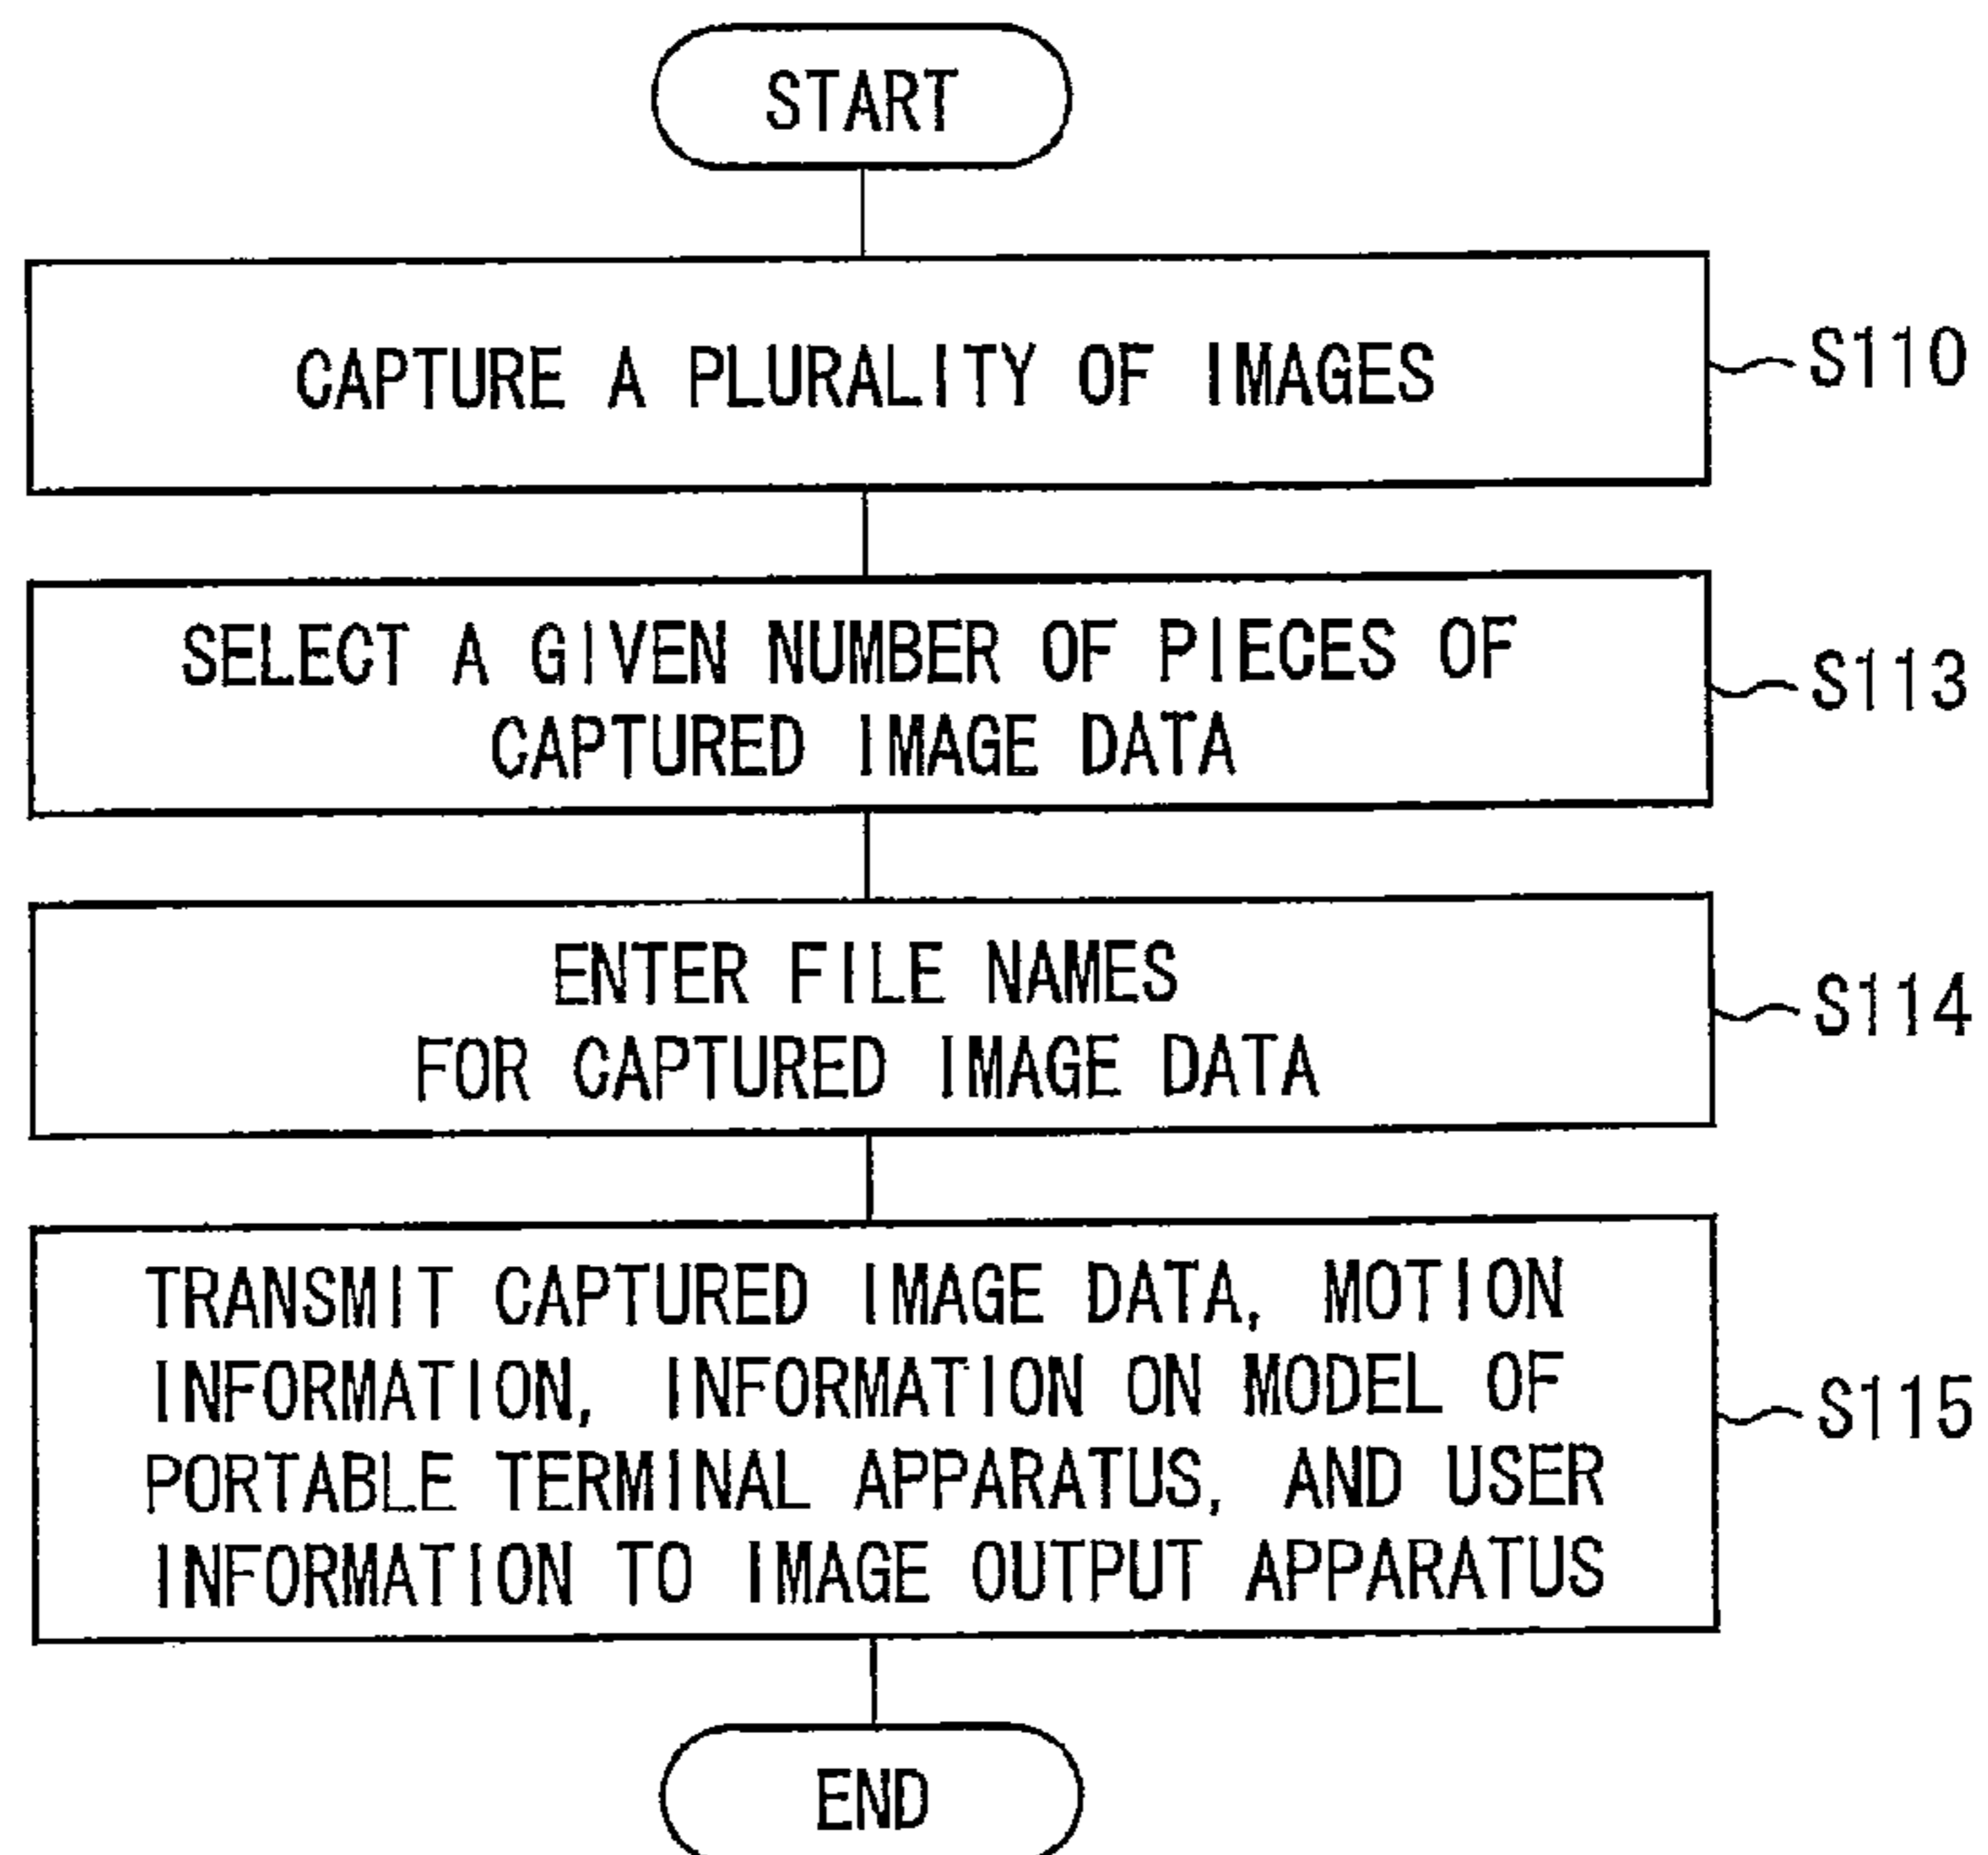 START
CAPTURE A PLURALITY OF IMAGES
S110
SELECT A GIVEN NUMBER OF PIECES OF
CAPTURED IMAGE DATA
S113
ENTER FILE NAMES
FOR CAPTURED IMAGE DATA
S114
TRANSMIT CAPTURED IMAGE DATA, MOTION
INFORMATION, INFORMATION ON MODEL OF
PORTABLE TERMINAL APPARATUS, AND USER
INFORMATION TO IMAGE OUTPUT APPARATUS
S115
END